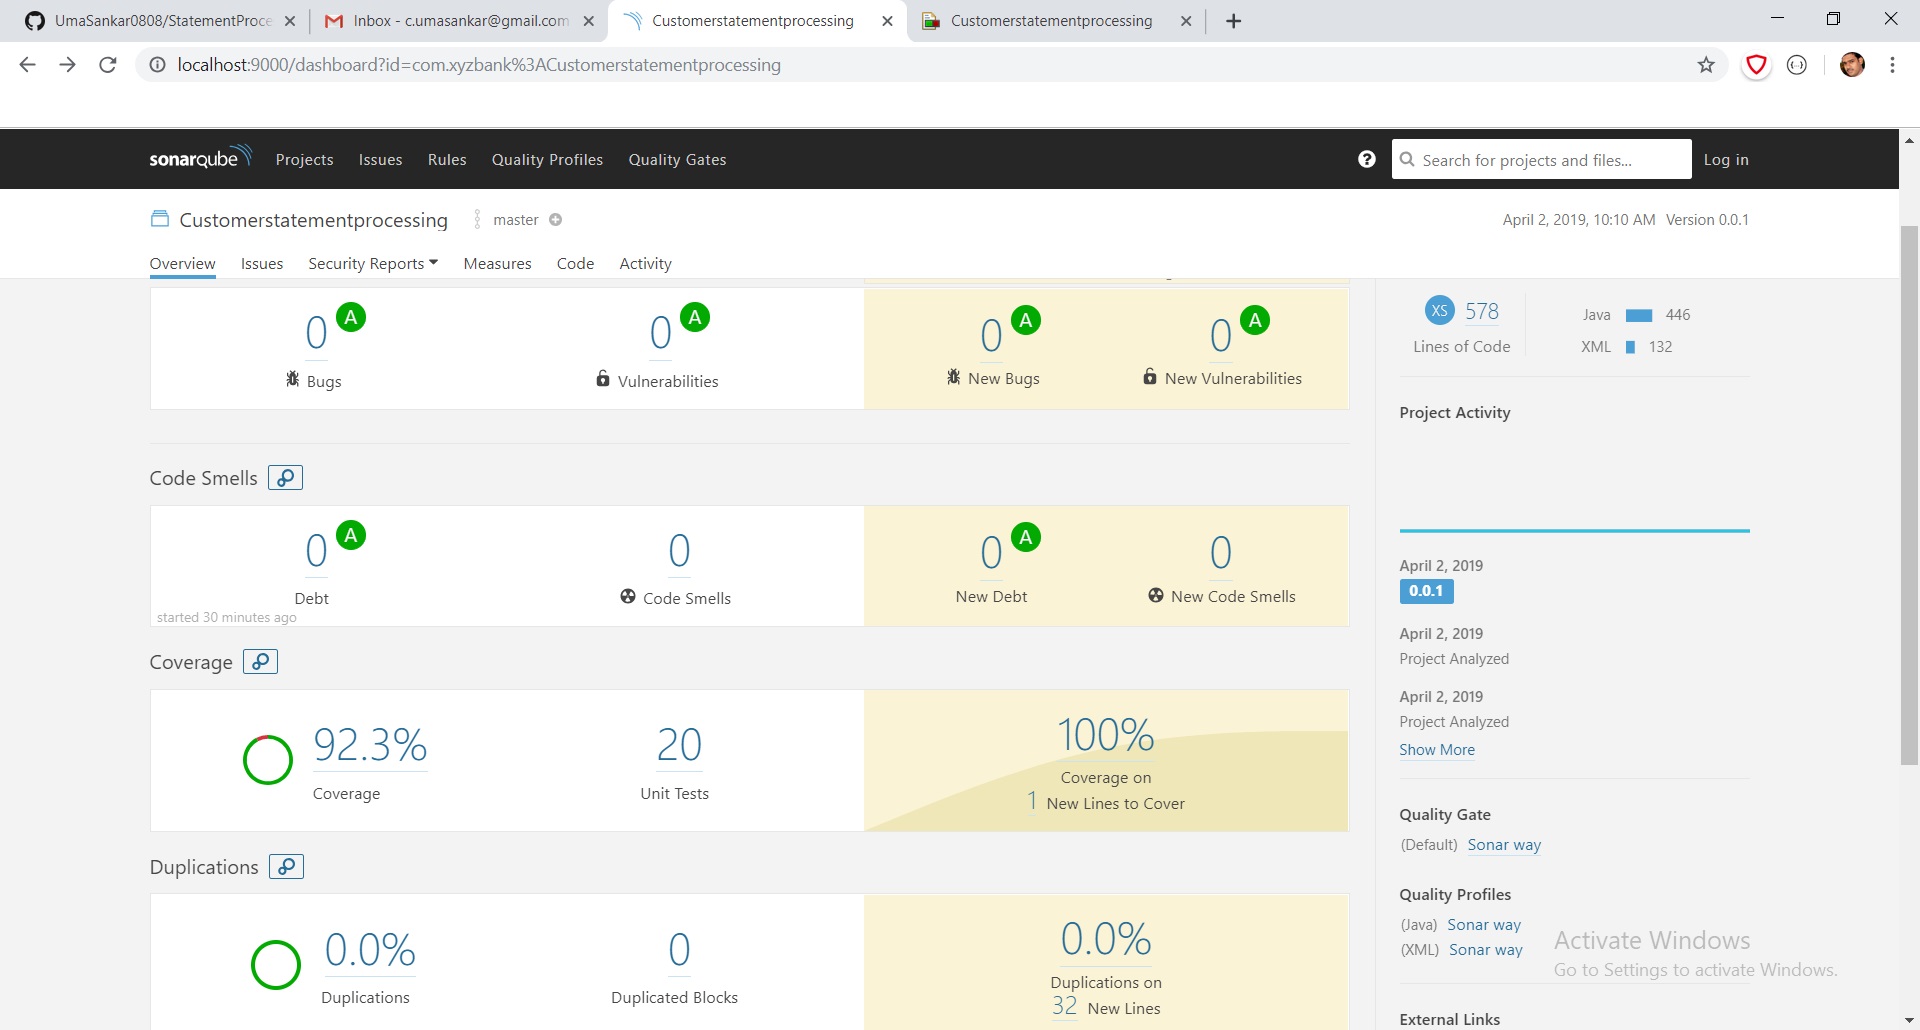 UmaSankar0808/StatementProce
Inbox - c.umasankar@gmail.com
Customerstatementprocessing
Customerstatementprocessing
localhost:9000/dashboard?id=com.xyzbank%3ACustomerstatementprocessing
sonarqube Projects Issues Rules Quality Profiles Quality Gates
? Search for projects and files... Log in
Customerstatementprocessing master
April 2, 2019, 10:10 AM Version 0.0.1
Overview Issues Security Reports Measures Code Activity
0 A 0 A 0 A 0 A
Bugs Vulnerabilities New Bugs New Vulnerabilities
Code Smells
0 A 0 0 A 0
Debt Code Smells New Debt New Code Smells
started 30 minutes ago
Coverage
92.3% 20 100%
Coverage Unit Tests Coverage on
1 New Lines to Cover
Duplications
0.0% 0 0.0%
Duplications Duplicated Blocks Duplications on
32 New Lines
XS 578 Java 446
Lines of Code XML 132
Project Activity
April 2, 2019
0.0.1
April 2, 2019
Project Analyzed
April 2, 2019
Project Analyzed
Show More
Quality Gate
(Default) Sonar way
Quality Profiles
(Java) Sonar way
(XML) Sonar way
External Links
Activate Windows
Go to Settings to activate Windows.